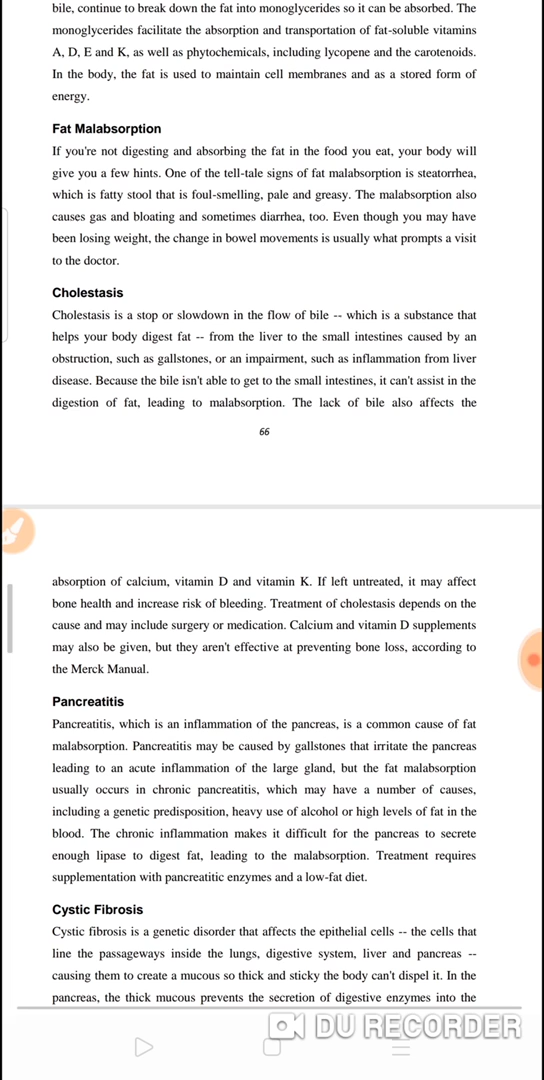 bile, continue to break down the fat into monoglycerides so it can be absorbed. The
monoglycerides facilitate the absorption and transportation of fat-soluble vitamins
A, D, E and K, as well as phytochemicals, including lycopene and the carotenoids.
In the body, the fat is used to maintain cell membranes and as a stored form of
energy.
Fat Malabsorption
If you're not digesting and absorbing the fat in the food you eat, your body will
give you a few hints. One of the tell-tale signs of fat malabsorption is steatorrhea,
which is fatty stool that is foul-smelling, pale and greasy. The malabsorption also
causes gas and bloating and sometimes diarrhea, too. Even though you may have
been losing weight, the change in bowel movements is usually what prompts a visit
to the doctor.
Cholestasis
Cholestasis is a stop or slowdown in the flow of bile -- which is a substance that
helps your body digest fat -- from the liver to the small intestines caused by an
obstruction, such as gallstones, or an impairment, such as inflammation from liver
disease. Because the bile isn't able to get to the small intestines, it can't assist in the
digestion of fat, leading to malabsorption. The lack of bile also affects the
66
absorption of calcium, vitamin D and vitamin K. If left untreated, it may affect
bone health and increase risk of bleeding. Treatment of cholestasis depends on the
cause and may include surgery or medication. Calcium and vitamin D supplements
may also be given, but they aren't effective at preventing bone loss, according to
the Merck Manual.
Pancreatitis
Pancreatitis, which is an inflammation of the pancreas, is a common cause of fat
malabsorption. Pancreatitis may be caused by gallstones that irritate the pancreas
leading to an acute inflammation of the large gland, but the fat malabsorption
usually occurs in chronic pancreatitis, which may have a number of causes,
including a genetic predisposition, heavy use of alcohol or high levels of fat in the
blood. The chronic inflammation makes it difficult for the pancreas to secrete
enough lipase to digest fat, leading to the malabsorption. Treatment requires
supplementation with pancreatitic enzymes and a low-fat diet.
Cystic Fibrosis
Cystic fibrosis is a genetic disorder that affects the epithelial cells -- the cells that
line the passageways inside the lungs, digestive system, liver and pancreas --
causing them to create a mucous so thick and sticky the body can't dispel it. In the
pancreas, the thick mucous prevents the secretion of digestive enzymes into the
DU RECORDER